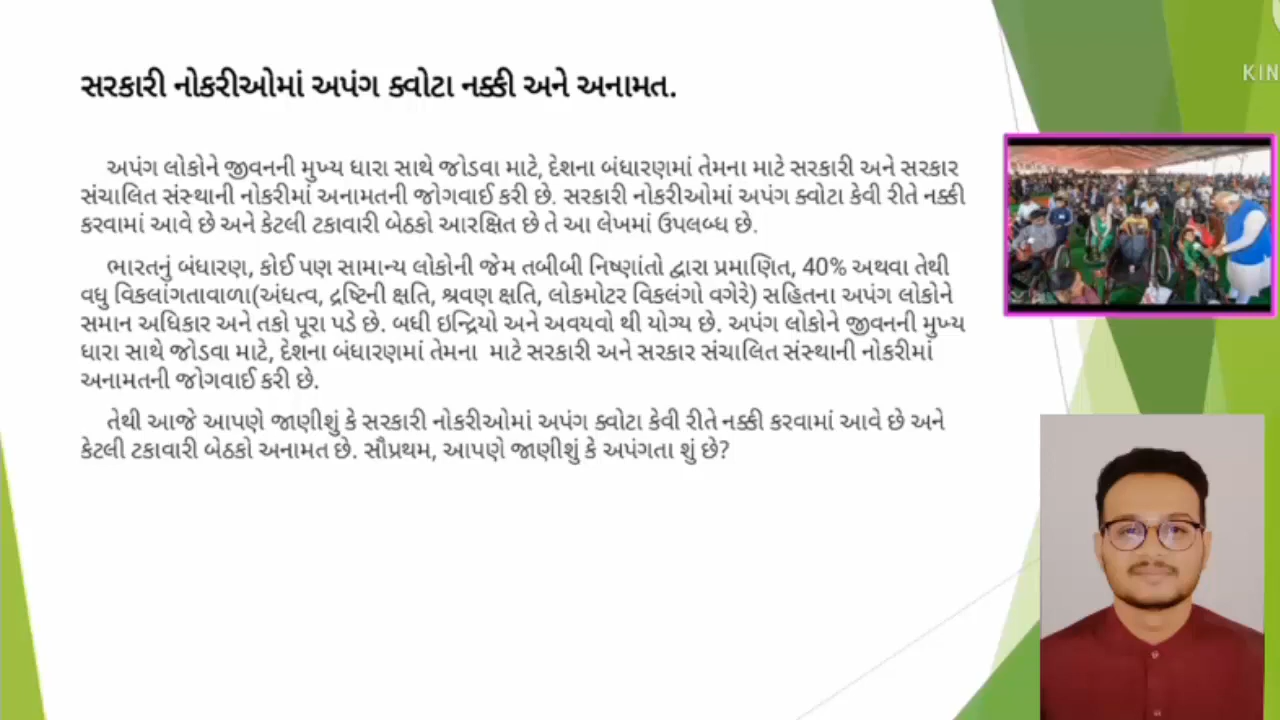 સરકારી નોકરીઓમાં અપંગ ક્વોટા નક્કી અને અનામત.
અપંગ લોકોને જીવનની મુખ્ય ધારા સાથે જોડવા માટે, દેશના બંધારણમાં તેમના માટે સરકારી અને સરકાર
સંચાલિત સંસ્થાની નોકરીમાં અનામતની જોગવાઈ કરી છે. સરકારી નોકરીઓમાં અપંગ ક્વોટા કેવી રીતે નક્કી
કરવામાં આવે છે અને કેટલી ટકાવારી બેઠકો આરક્ષિત છે તે આ લેખમાં ઉપલબ્ધ છે.
ભારતનું બંધારણ, કોઈ પણ સામાન્ય લોકોની જેમ તબીબી નિષ્ણાંતો દ્વારા પ્રમાણિત, 40% અથવા તેથી
વધુ વિકલાંગતાવાળા(અંધત્વ, દ્રષ્ટિની ક્ષતિ, શ્રવણ ક્ષતિ, લોકમોટર વિકલંગો વગેરે) સહિતના અપંગ લોકોને
સમાન અધિકાર અને તકો પૂરા પડે છે. બધી ઇન્દ્રિયો અને અવયવો થી યોગ્ય છે. અપંગ લોકોને જીવનની મુખ્ય
ધારા સાથે જોડવા માટે, દેશના બંધારણમાં તેમના  માટે સરકારી અને સરકાર સંચાલિત સંસ્થાની નોકરીમાં
અનામતની જોગવાઈ કરી છે.
તેથી આજે આપણે જાણીશું કે સરકારી નોકરીઓમાં અપંગ ક્વોટા કેવી રીતે નક્કી કરવામાં આવે છે અને
કેટલી ટકાવારી બેઠકો અનામત છે. સૌપ્રથમ, આપણે જાણીશું કે અપંગતા શું છે?
KIN